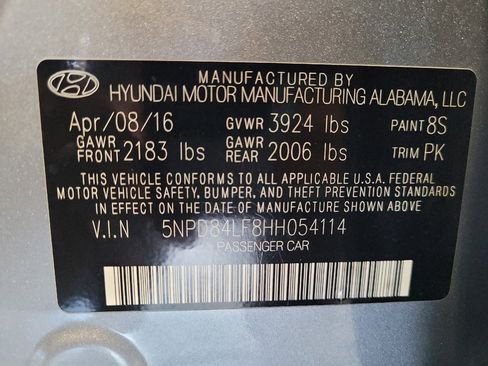 MANUFACTURED BY
HYUNDAI MOTOR MANUFACTURING ALABAMA, LLC
Apr/08/16 GVWR 3924 lbs PAINT 8S
GAWR FRONT 2183 lbs GAWR REAR 2006 lbs TRIM PK
THIS VEHICLE CONFORMS TO ALL APPLICABLE U.S.A. FEDERAL
MOTOR VEHICLE SAFETY, BUMPER, AND THEFT PREVENTION STANDARDS
IN EFFECT ON THE DATE OF MANUFACTURE SHOWN ABOVE.
V.I.N 5NPD84LF8HH054114
PASSENGER CAR